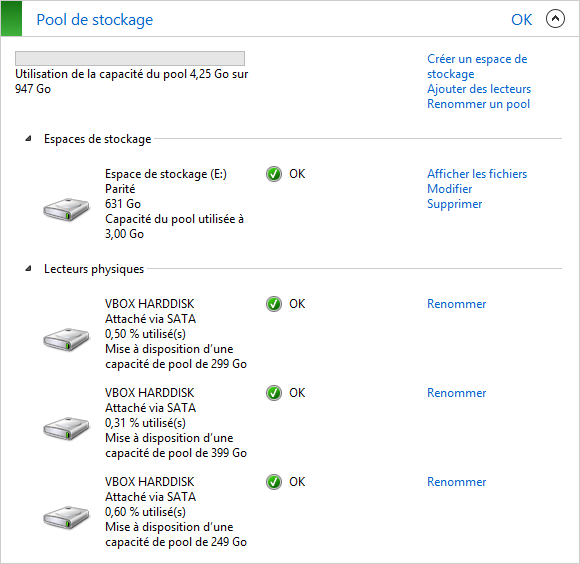 Pool de stockage
OK
Utilisation de la capacité du pool 4,25 Go sur
947 Go
Créer un espace de
stockage
Ajouter des lecteurs
Renommer un pool
Espaces de stockage
Espace de stockage (E:)
Parité
631 Go
Capacité du pool utilisée à
3,00 Go
OK
Afficher les fichiers
Modifier
Supprimer
Lecteurs physiques
VBOX HARDDISK
Attaché via SATA
0,50 % utilisé(s)
Mise à disposition d'une
capacité de pool de 299 Go
OK
Renommer
VBOX HARDDISK
Attaché via SATA
0,31 % utilisé(s)
Mise à disposition d'une
capacité de pool de 399 Go
OK
Renommer
VBOX HARDDISK
Attaché via SATA
0,60 % utilisé(s)
Mise à disposition d'une
capacité de pool de 249 Go
OK
Renommer